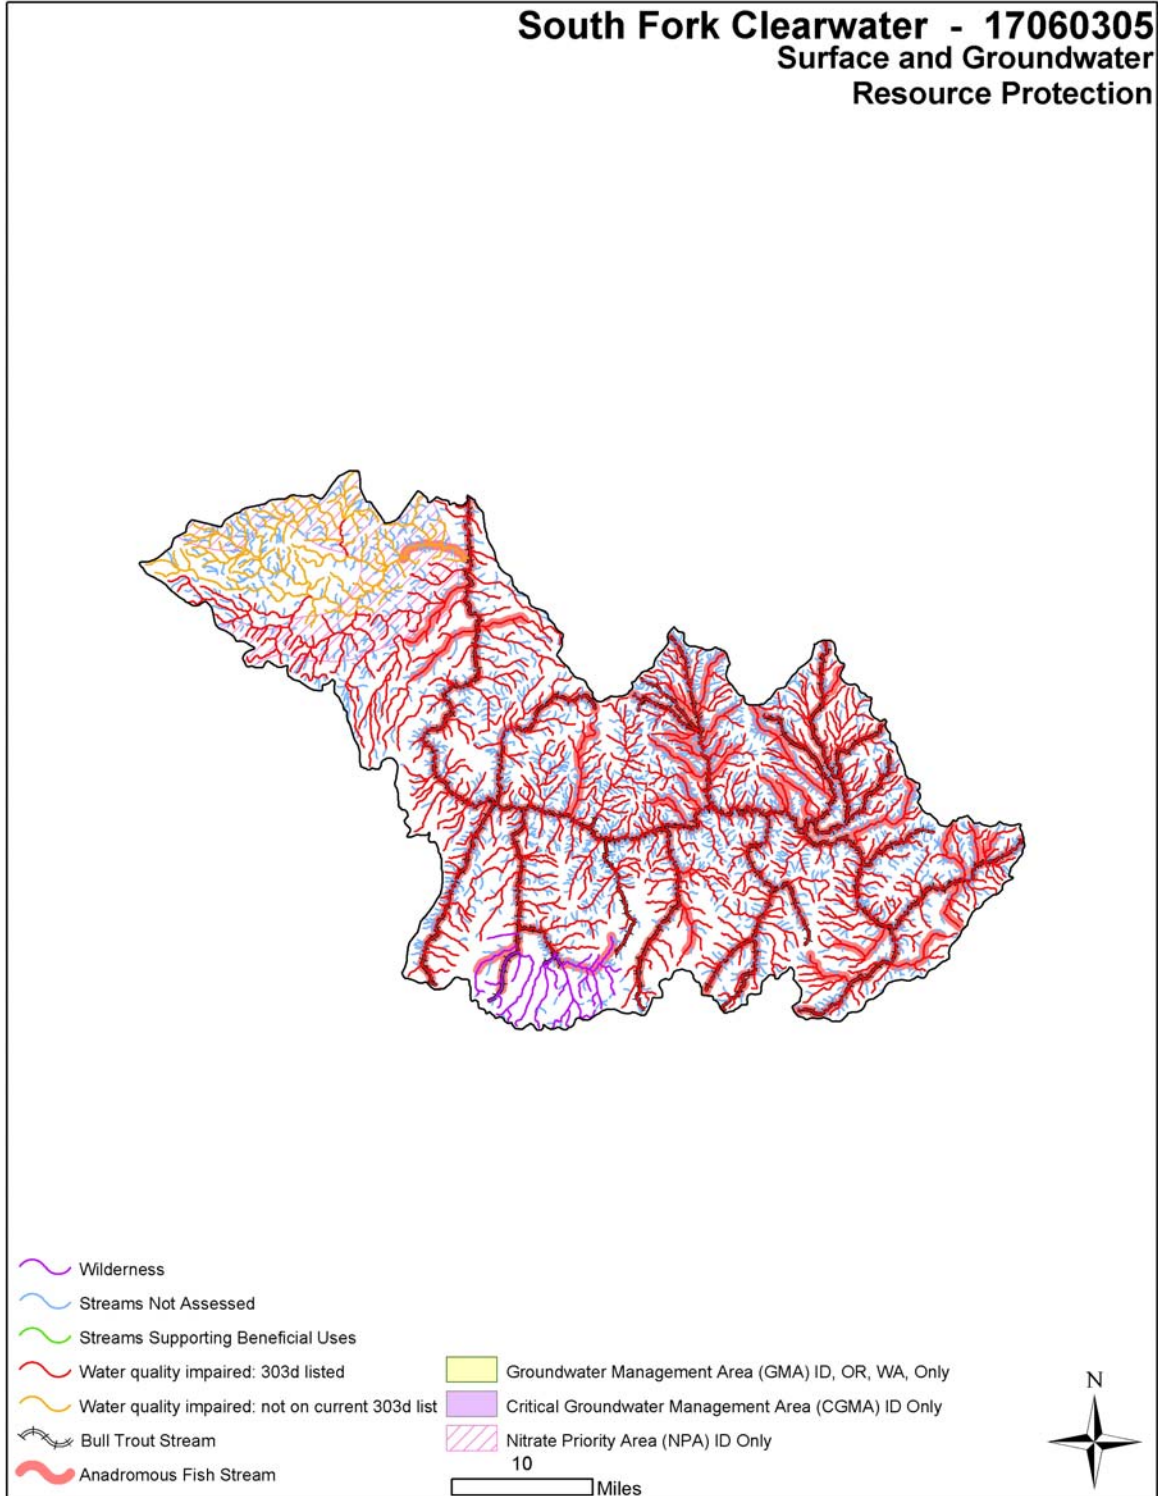 South Fork Clearwater - 17060305
Surface and Groundwater
Resource Protection
Wilderness
Streams Not Assessed
Streams Supporting Beneficial Uses
Water quality impaired: 303d listed
Water quality impaired: not on current 303d list
Bull Trout Stream
Anadromous Fish Stream
Groundwater Management Area (GMA) ID, OR, WA, Only
Critical Groundwater Management Area (CGMA) ID Only
Nitrate Priority Area (NPA) ID Only
10
Miles
N